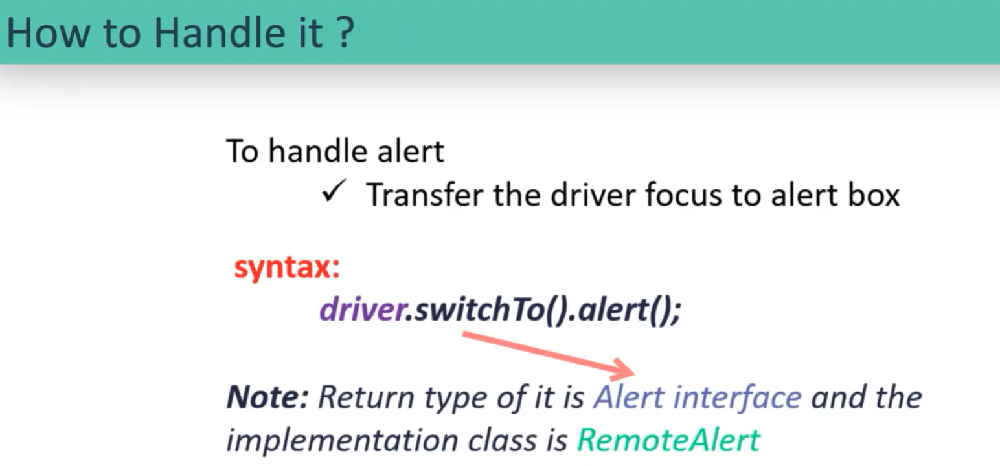 How to Handle it ?
To handle alert
✓ Transfer the driver focus to alert box
syntax:
driver.switchTo().alert();
Note: Return type of it is Alert interface and the
implementation class is RemoteAlert